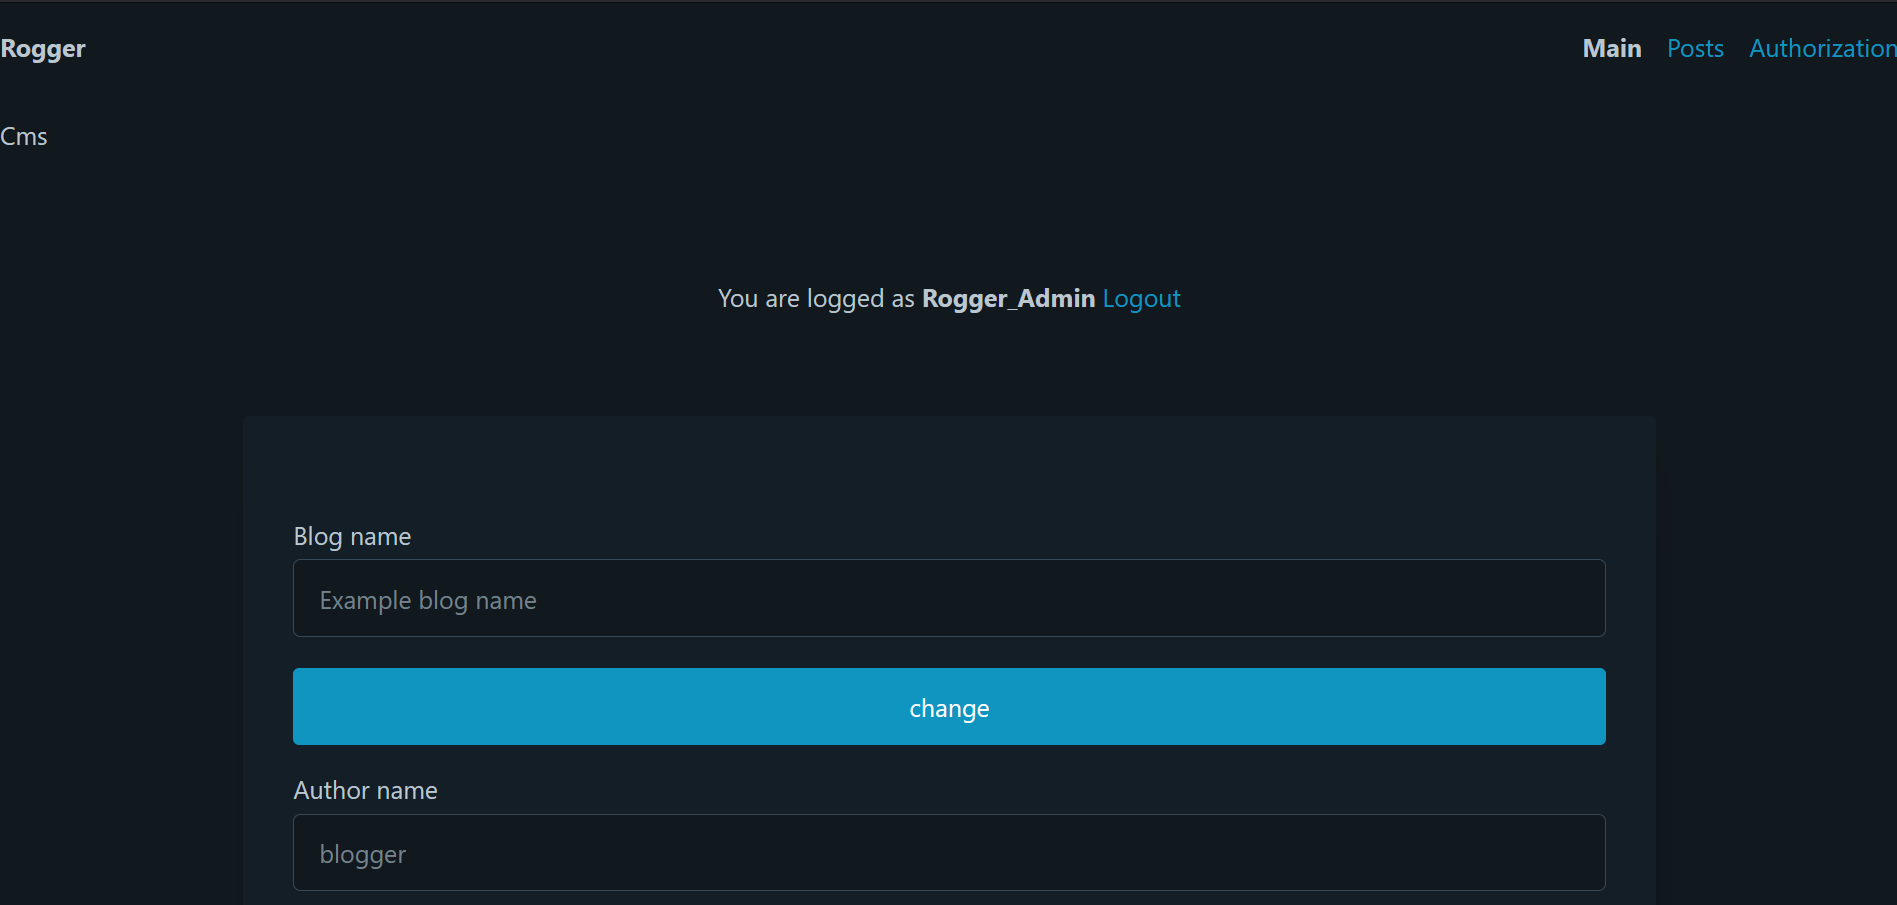 Rogger Main Posts Authorization
Cms
You are logged as Rogger_Admin Logout
Blog name
Example blog name
change
Author name
blogger